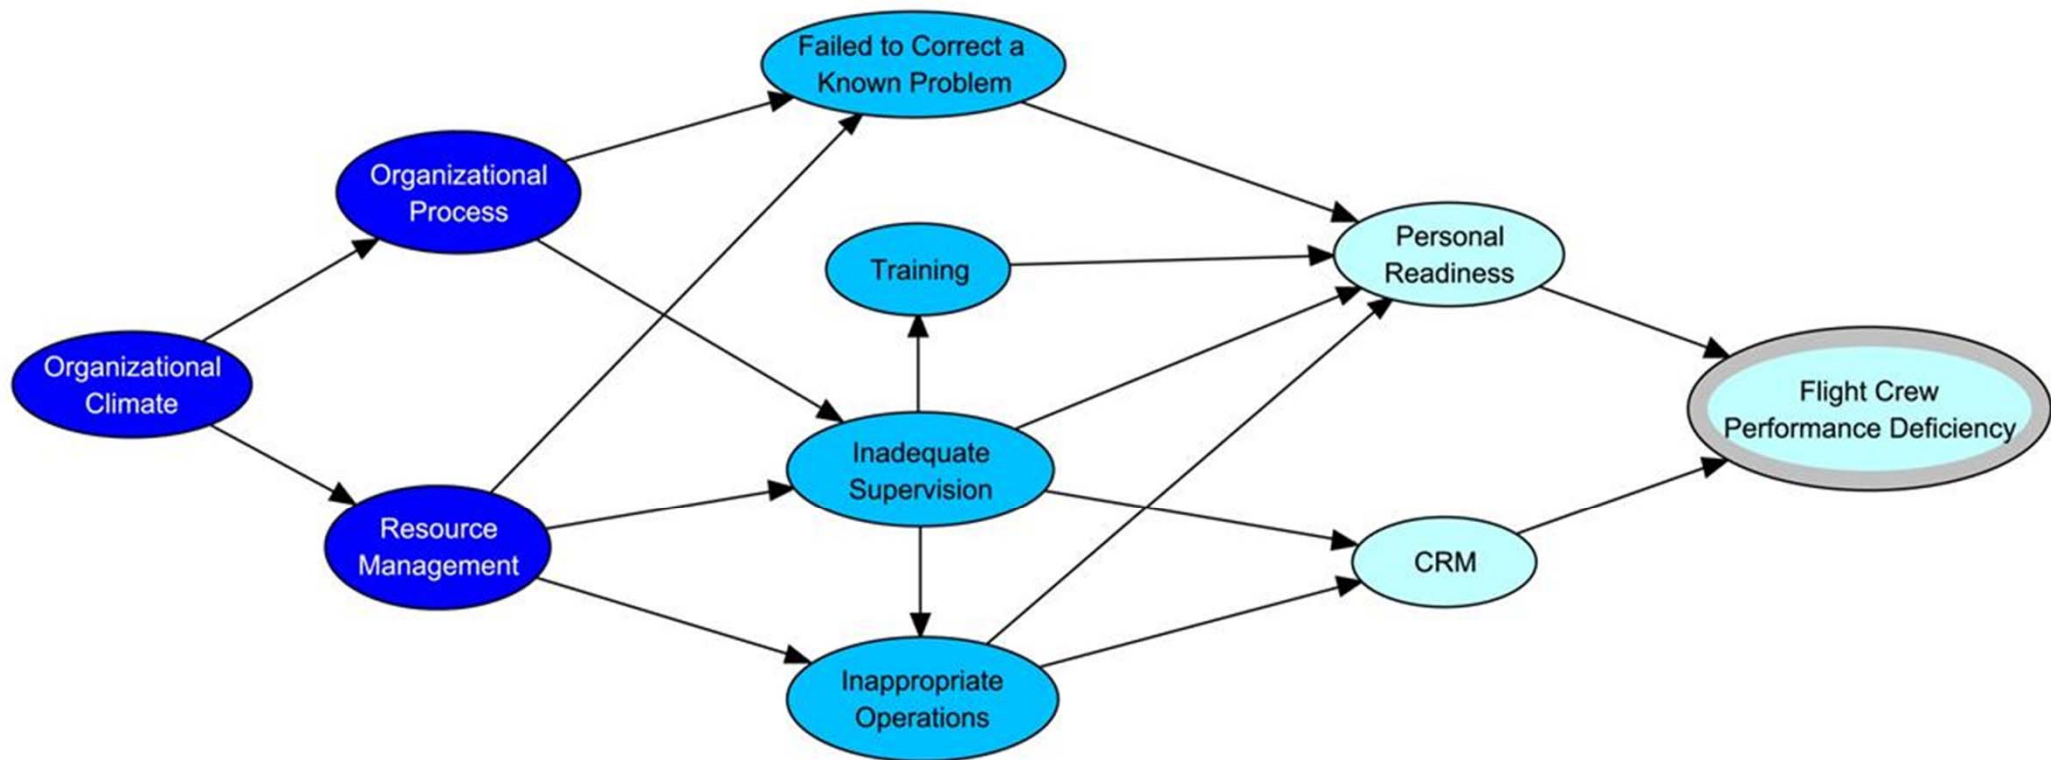 Failed to Correct a
Known Problem
Organizational
Process
Training
Personal
Readiness
Organizational
Climate
Flight Crew
Performance Deficiency
Inadequate
Supervision
Resource
Management
CRM
Inappropriate
Operations